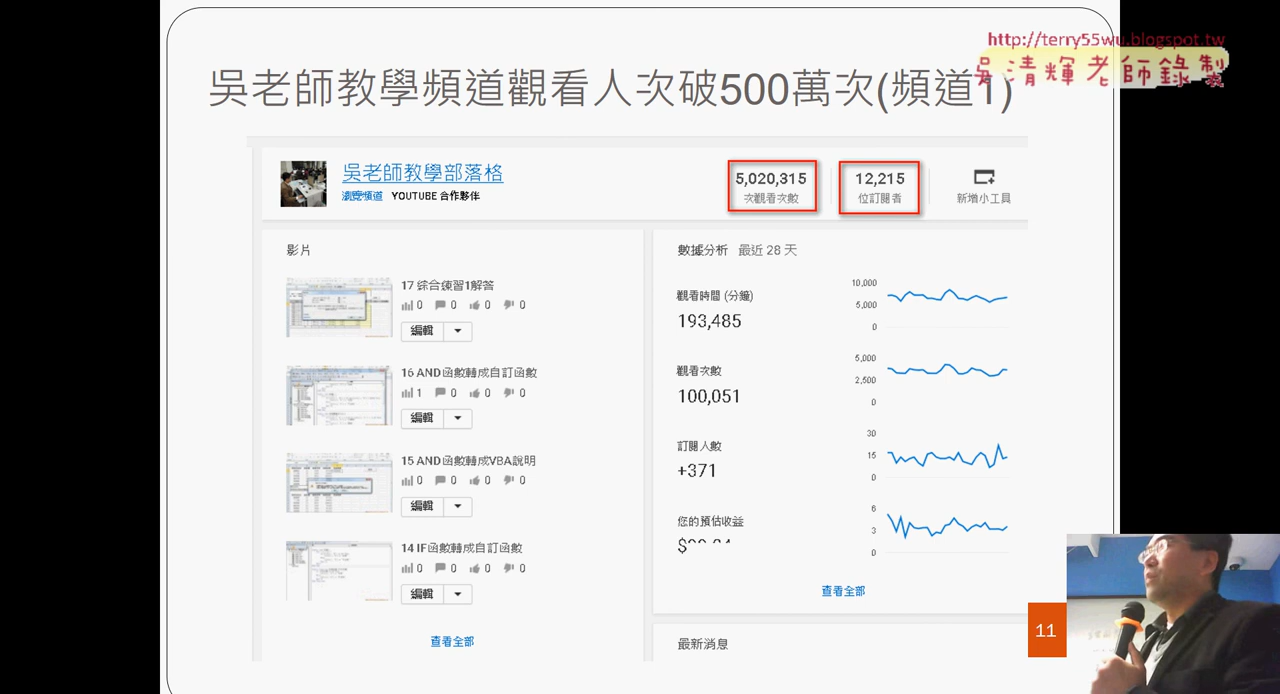 http://terry55wu.blogspot.tw
吳清輝老師錄製
吳老師教學頻道觀看人次破500萬次(頻道1)
吳老師教學部落格
瀏覽頻道 YOUTUBE 合作夥伴
5,020,315
次觀看次數
12,215
位訂閱者
新增小工具
影片
17 綜合練習1解答
0 0 0 0
編輯
16 AND函數轉成自訂函數
1 0 0 0
編輯
15 AND函數轉成VBA說明
0 0 0 0
編輯
14 IF函數轉成自訂函數
0 0 0 0
編輯
查看全部
數據分析 最近 28 天
觀看時間 (分鐘)
193,485
10,000
5,000
0
觀看次數
100,051
5,000
2,500
0
訂閱人數
+371
30
15
0
您的預估收益
6
3
0
查看全部
最新消息
11